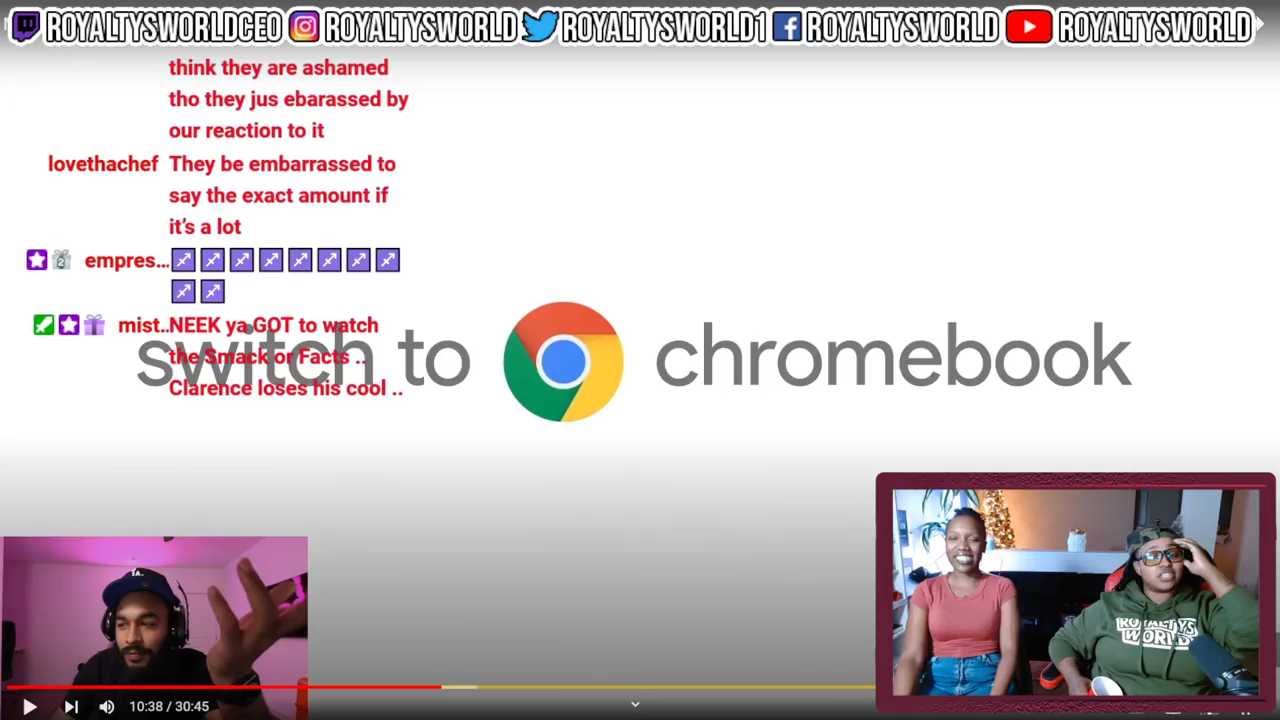 ROYALTYSWORLDCEO ROYALTYSWORLD ROYALTYSWORLD1 ROYALTYSWORLD ROYALTYSWORLD
think they are ashamed
tho they jus ebarassed by
our reaction to it
lovethachef They be embarrassed to
say the exact amount if
it's a lot
empres...
mist.. NEEK ya GOT to watch
the Smack or Facts ..
Clarence loses his cool ..
switch to chromebook
LA.
ROYALTYS
WORLD
10:38 / 30:45